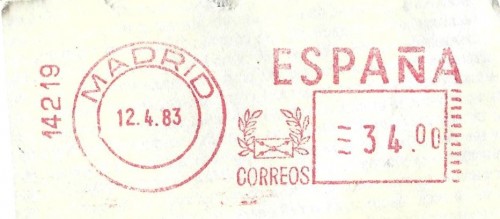 14219
MADRID
12.4.83
ESPAÑA
34.00
CORREOS